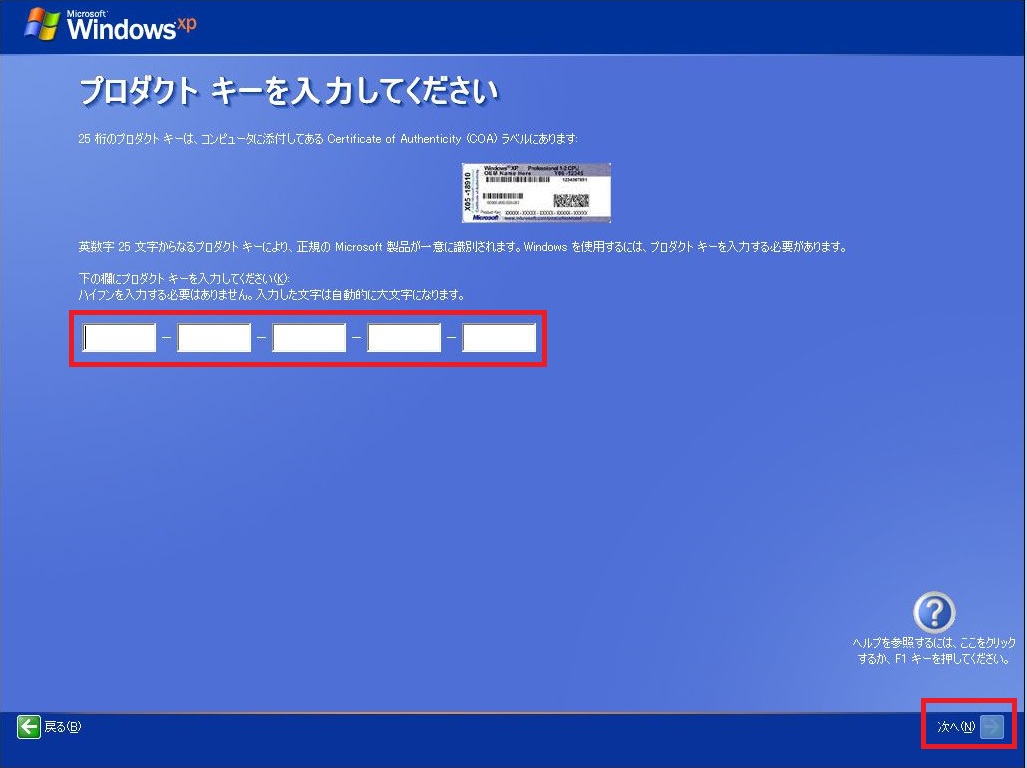 Microsoft
Windows xp
プロダクト キーを入力してください
25 桁のプロダクト キーは、コンピュータに添付してある Certificate of Authenticity (COA) ラベルにあります:
Windows XP Professional 1-2 CPU
OEM Name Here X05-12345
X05-18910
Product Key: XXXXX-XXXXX-XXXXX-XXXXX-XXXXX
Microsoft
英数字 25 文字からなるプロダクト キーにより、正規の Microsoft 製品が一意に識別されます。Windows を使用するには、プロダクト キーを入力する必要があります。
下の欄にプロダクト キーを入力してください(K):
ハイフンを入力する必要はありません。入力した文字は自動的に大文字になります。
- - - -
ヘルプを参照するには、ここをクリック
するか、F1 キーを押してください。
戻る(B)
次へ(N)